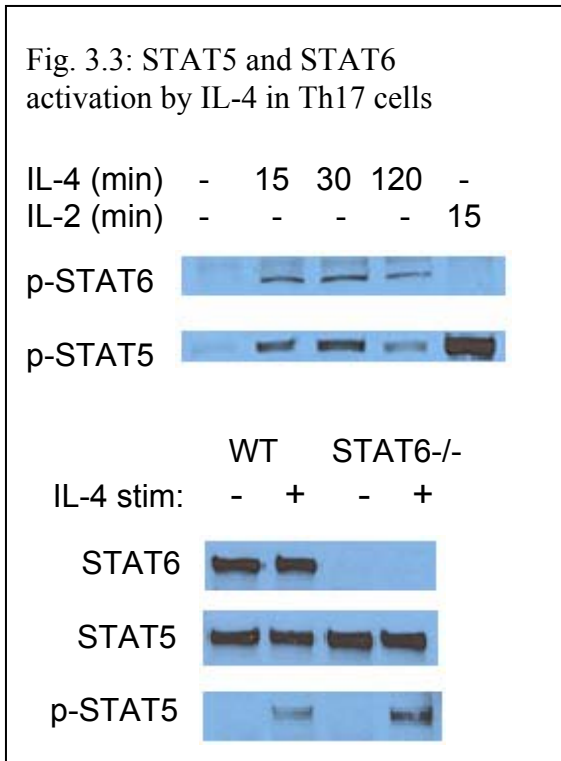 Fig. 3.3: STAT5 and STAT6
activation by IL-4 in Th17 cells
IL-4 (min) - 15 30 120 -
IL-2 (min) - - - - 15
p-STAT6
p-STAT5
WT STAT6-/-
IL-4 stim: - + - +
STAT6
STAT5
p-STAT5